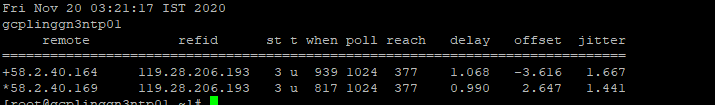 Fri Nov 20 03:21:17 IST 2020
gcplinggn3ntp01
     remote           refid      st t when poll reach   delay   offset  jitter
==============================================================================
+58.2.40.164     119.28.206.193   3 u  939 1024  377    1.068   -3.616   1.667
*58.2.40.169     119.28.206.193   3 u  817 1024  377    0.990    2.647   1.441
[root@gcplinggn3ntp01 ~]#